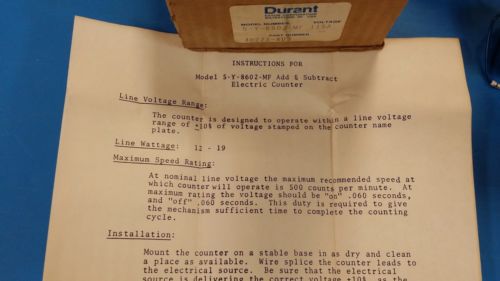 Durant
MODEL NUMBER VOLTAGE
5-Y-8602-MF 115A
PART NUMBER
INSTRUCTIONS FOR
Model 5-Y-8602-MF Add & Subtract
Electric Counter
Line Voltage Range:
The counter is designed to operate within a line voltage
range of ±10% of voltage stamped on the counter name
plate.
Line Wattage: 12 - 19
Maximum Speed Rating:
At nominal line voltage the maximum recommended speed at
which counter will operate is 500 counts per minute. At
maximum rating the voltage should be "on" .060 seconds,
and "off" .060 seconds. This duty is required to give
the mechanism sufficient time to complete the counting
cycle.
Installation:
Mount the counter on a stable base in as dry and clean
a place as available. Wire splice the counter leads to
the electrical source. Be sure that the electrical
source is delivering the correct voltage ±10% as the